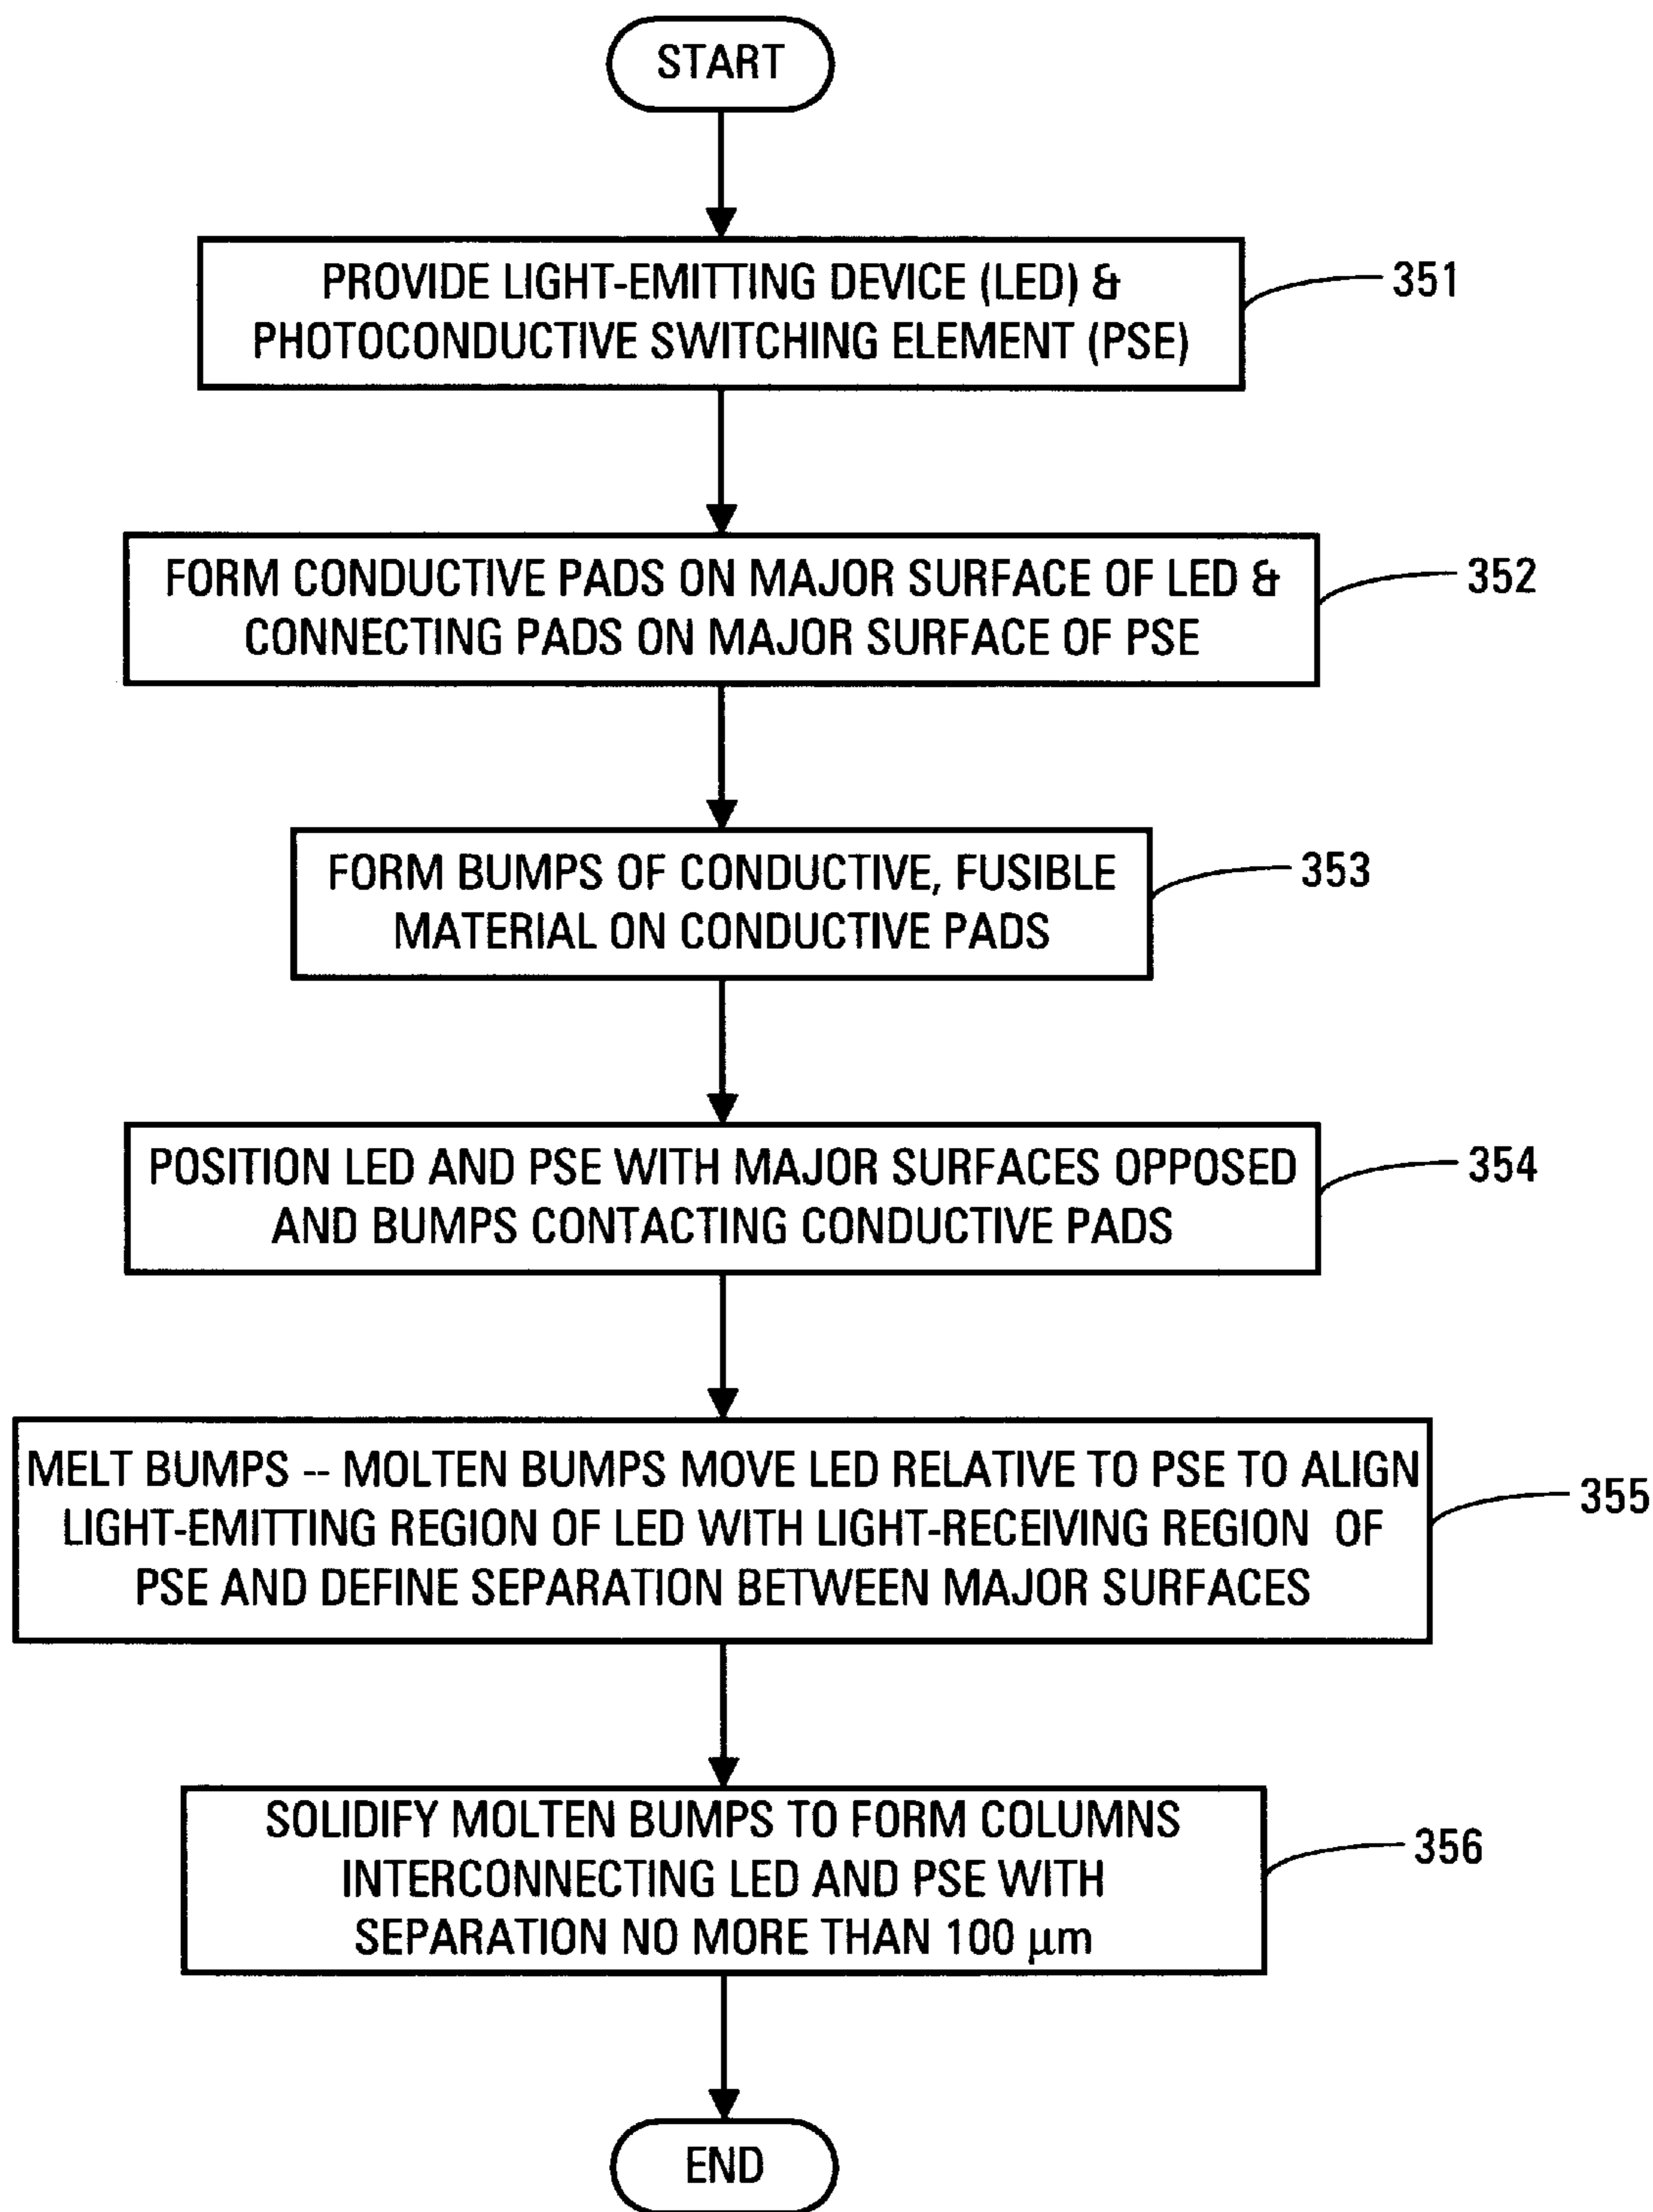 START
PROVIDE LIGHT-EMITTING DEVICE (LED) &
PHOTOCONDUCTIVE SWITCHING ELEMENT (PSE)
351
FORM CONDUCTIVE PADS ON MAJOR SURFACE OF LED &
CONNECTING PADS ON MAJOR SURFACE OF PSE
352
FORM BUMPS OF CONDUCTIVE, FUSIBLE
MATERIAL ON CONDUCTIVE PADS
353
POSITION LED AND PSE WITH MAJOR SURFACES OPPOSED
AND BUMPS CONTACTING CONDUCTIVE PADS
354
MELT BUMPS -- MOLTEN BUMPS MOVE LED RELATIVE TO PSE TO ALIGN
LIGHT-EMITTING REGION OF LED WITH LIGHT-RECEIVING REGION OF
PSE AND DEFINE SEPARATION BETWEEN MAJOR SURFACES
355
SOLIDIFY MOLTEN BUMPS TO FORM COLUMNS
INTERCONNECTING LED AND PSE WITH
SEPARATION NO MORE THAN 100 μm
356
END